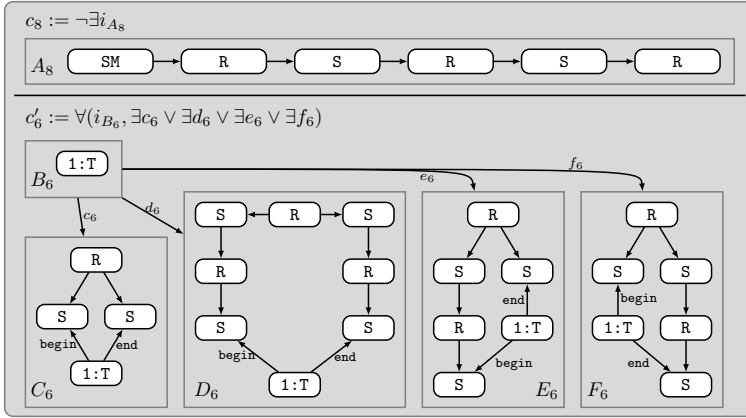 c₈ := ¬∃i_{A₈}
A₈ SM R S R S R
c′₆ := ∀(i_{B₆}, ∃c₆ ∨ ∃d₆ ∨ ∃e₆ ∨ ∃f₆)
1:T
B₆
c₆ d₆ e₆ f₆
R
S S
begin end
1:T
C₆
S R S
R R
S S
begin end
1:T
D₆
R
S S
end
R 1:T
begin
S
E₆
R
S S
begin
1:T R
end
S
F₆